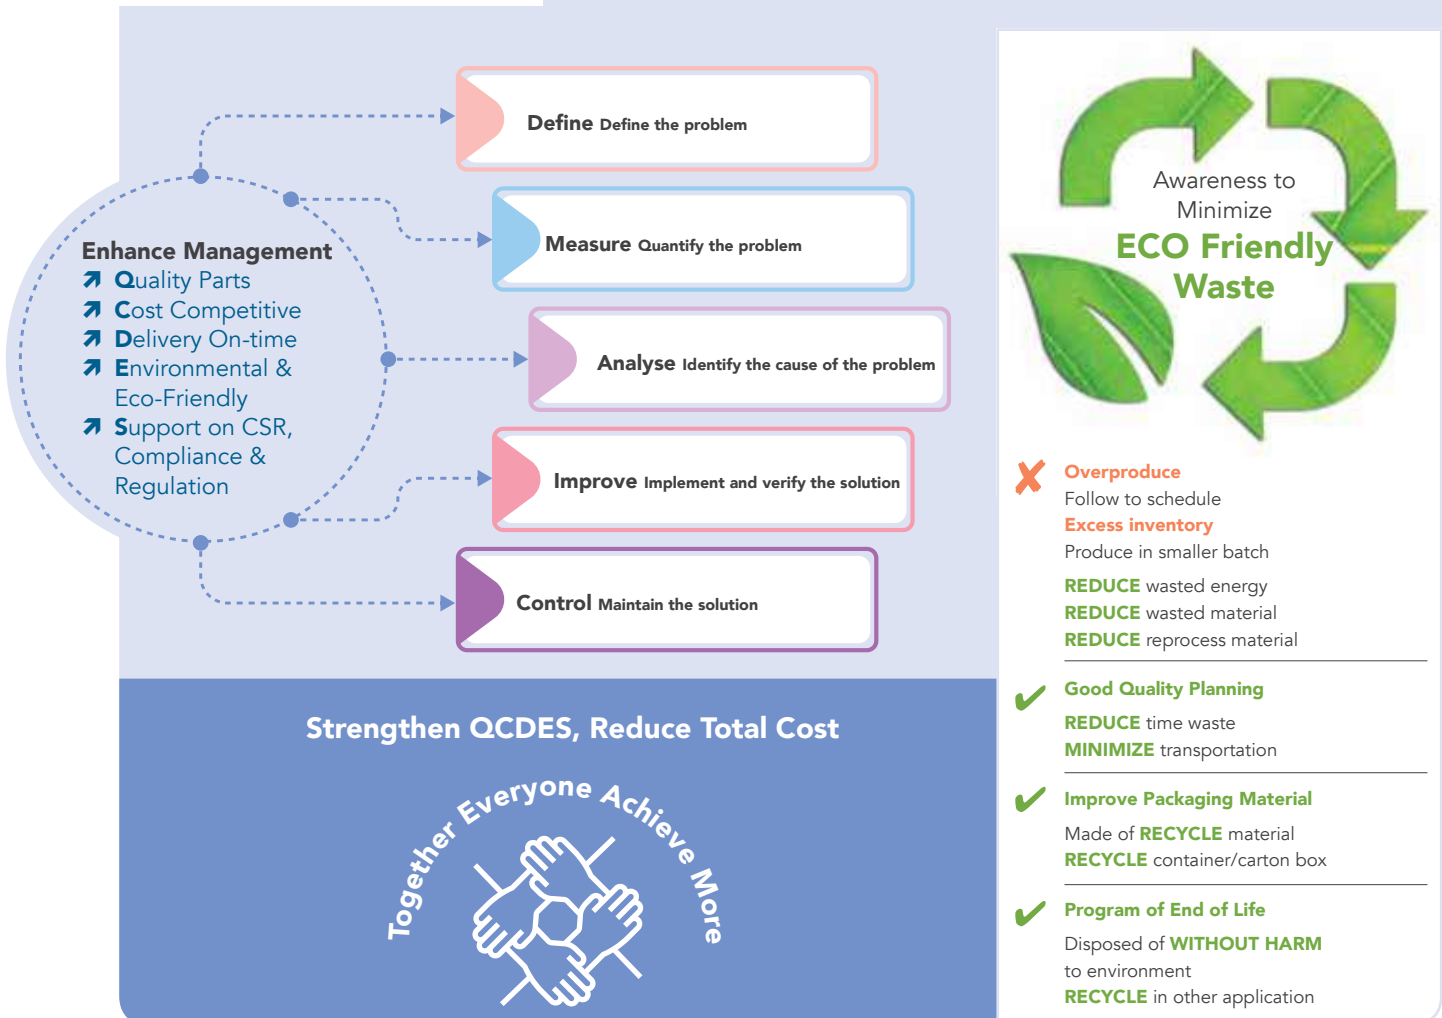 Enhance Management
Quality Parts
Cost Competitive
Delivery On-time
Environmental &
Eco-Friendly
Support on CSR,
Compliance &
Regulation
Define Define the problem
Measure Quantify the problem
Analyse Identify the cause of the problem
Improve Implement and verify the solution
Control Maintain the solution
Strengthen QCDES, Reduce Total Cost
Together Everyone Achieve More
Awareness to
Minimize
ECO Friendly
Waste
✘ Overproduce
Follow to schedule
Excess inventory
Produce in smaller batch
REDUCE wasted energy
REDUCE wasted material
REDUCE reprocess material
✔ Good Quality Planning
REDUCE time waste
MINIMIZE transportation
✔ Improve Packaging Material
Made of RECYCLE material
RECYCLE container/carton box
✔ Program of End of Life
Disposed of WITHOUT HARM
to environment
RECYCLE in other application